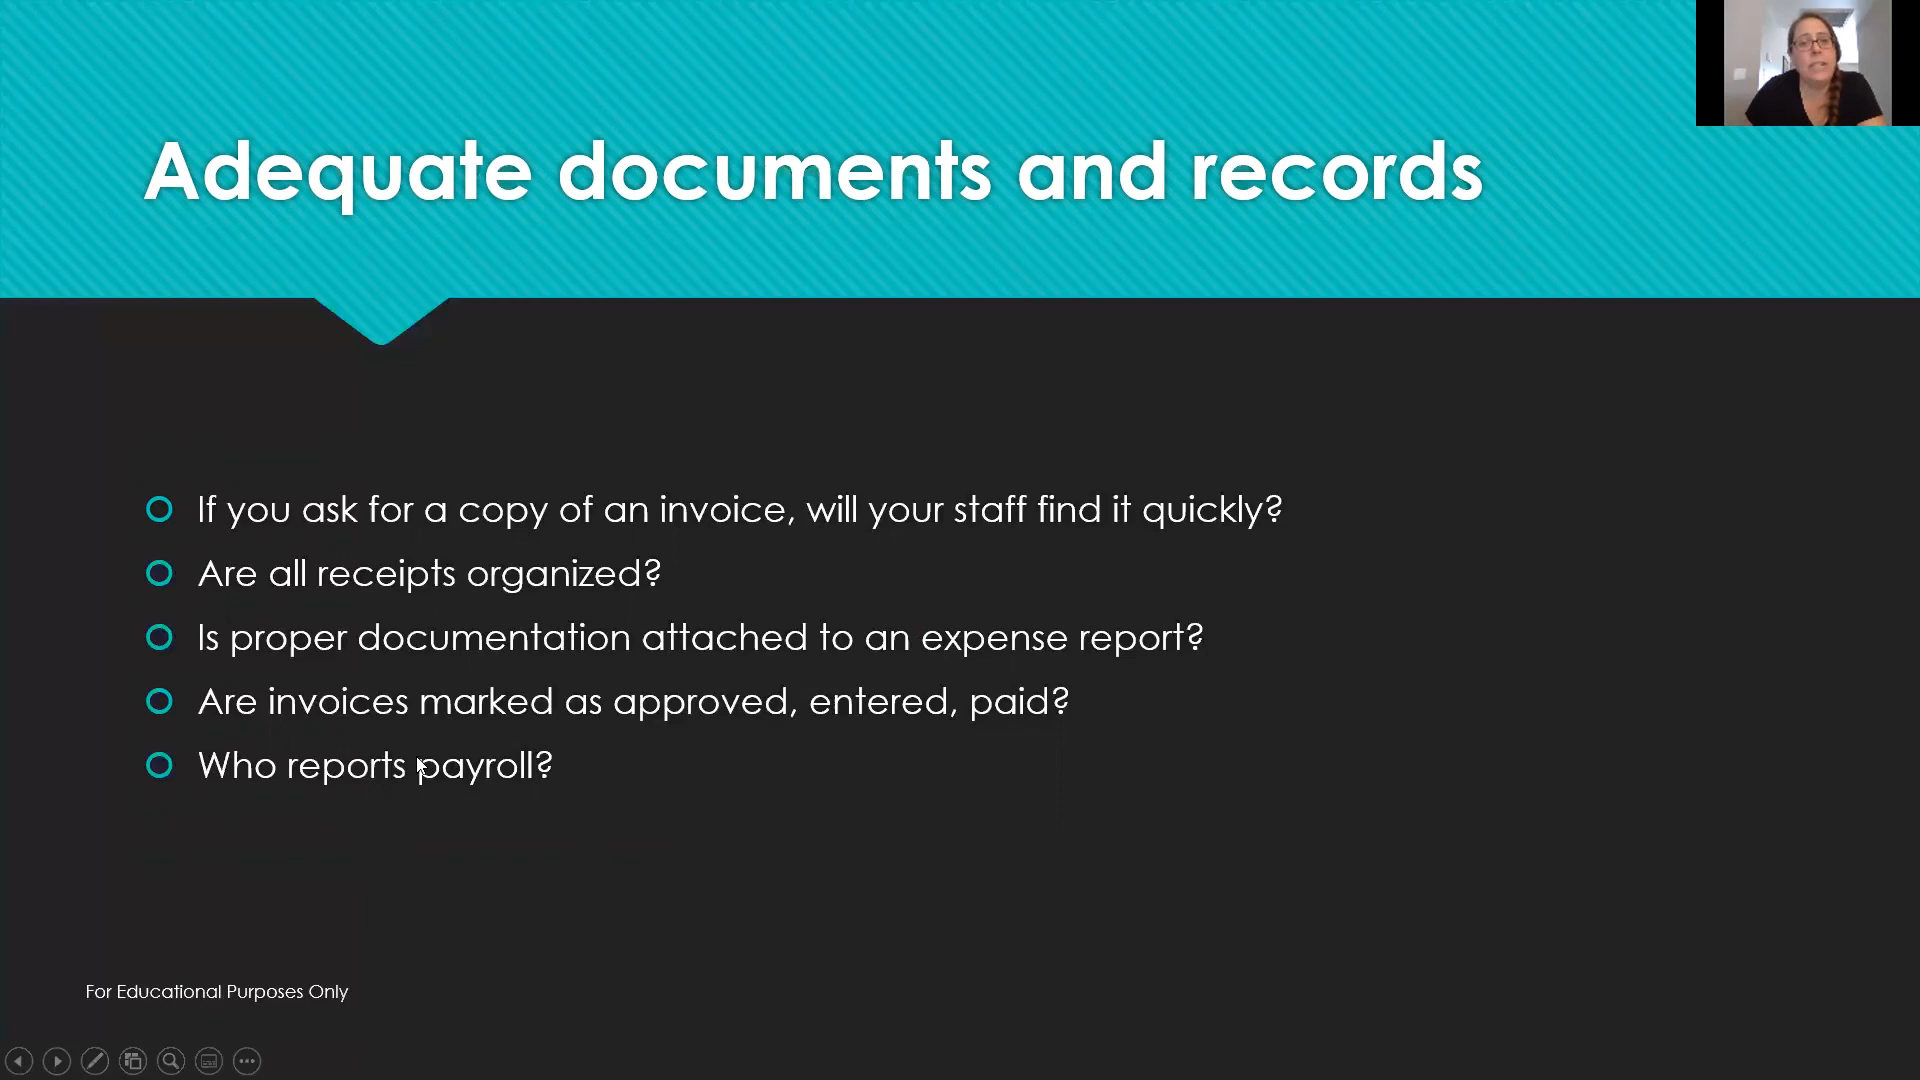 Adequate documents and records
If you ask for a copy of an invoice, will your staff find it quickly?
Are all receipts organized?
Is proper documentation attached to an expense report?
Are invoices marked as approved, entered, paid?
Who reports payroll?
For Educational Purposes Only